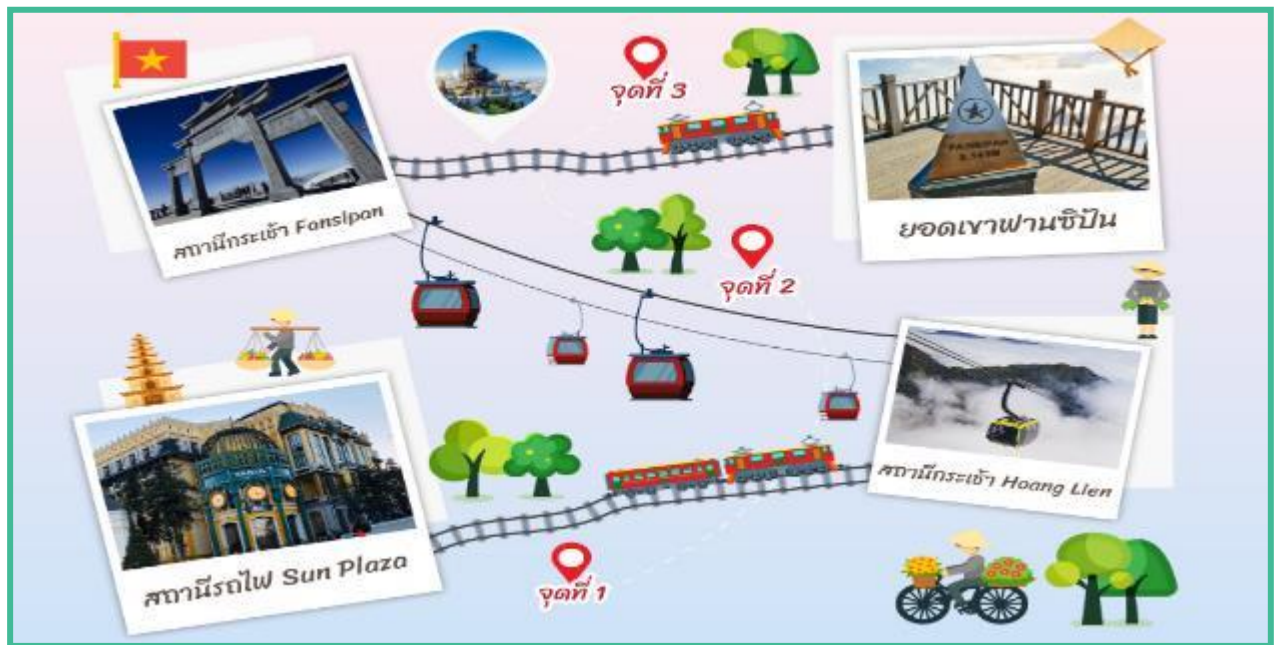 จุดที่ 3
สถานีกระเช้า Fansipan
FANSIPAN
3.143M
ยอดเขาฟานซิปัน
จุดที่ 2
สถานีกระเช้า Hoang Lien
สถานีรถไฟ Sun Plaza
จุดที่ 1